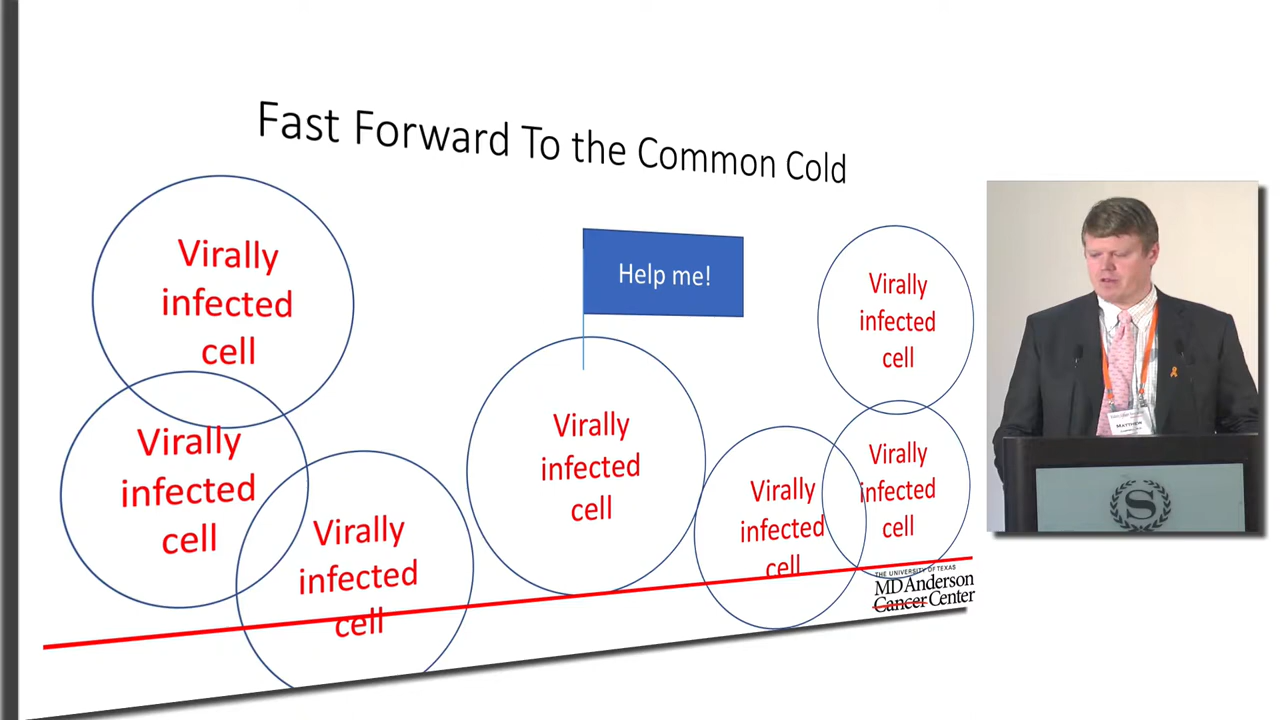 Fast Forward To the Common Cold
Virally
infected
cell
Virally
infected
cell
Virally
infected
cell
Help me!
Virally
infected
cell
Virally
infected
cell
Virally
infected
cell
Virally
infected
cell
THE UNIVERSITY OF TEXAS
MD Anderson
Cancer Center
MATTHEW
S